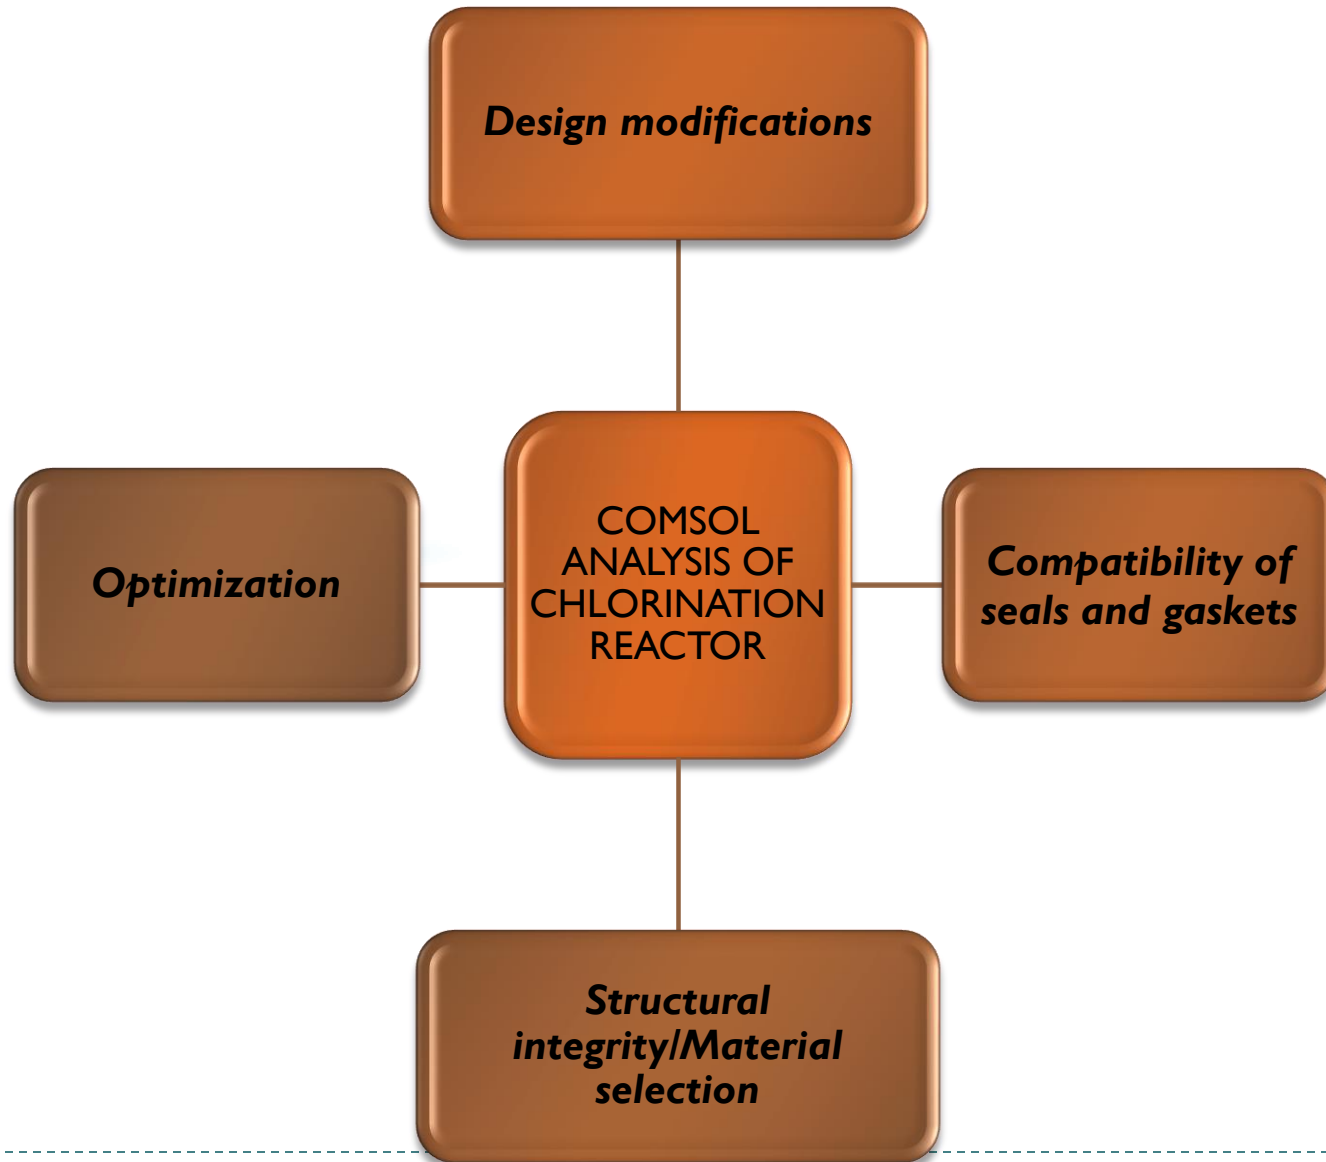 Design modifications
Optimization
COMSOL
ANALYSIS OF
CHLORINATION
REACTOR
Compatibility of
seals and gaskets
Structural
integrity/Material
selection